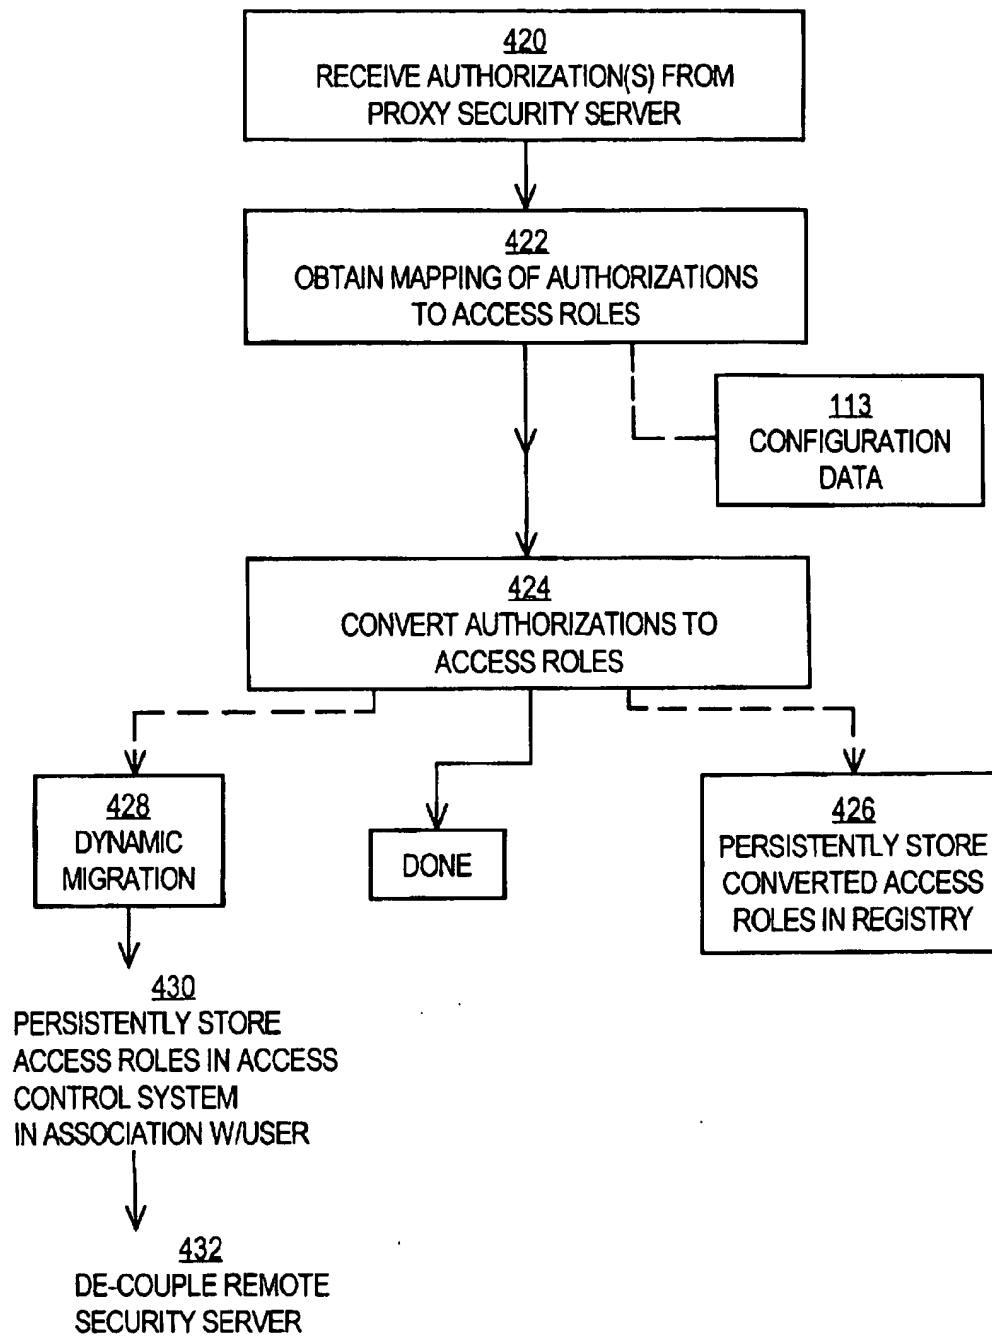 420
RECEIVE AUTHORIZATION(S) FROM
PROXY SECURITY SERVER
422
OBTAIN MAPPING OF AUTHORIZATIONS
TO ACCESS ROLES
113
CONFIGURATION
DATA
424
CONVERT AUTHORIZATIONS TO
ACCESS ROLES
428
DYNAMIC
MIGRATION
DONE
426
PERSISTENTLY STORE
CONVERTED ACCESS
ROLES IN REGISTRY
430
PERSISTENTLY STORE
ACCESS ROLES IN ACCESS
CONTROL SYSTEM
IN ASSOCIATION W/USER
432
DE-COUPLE REMOTE
SECURITY SERVER